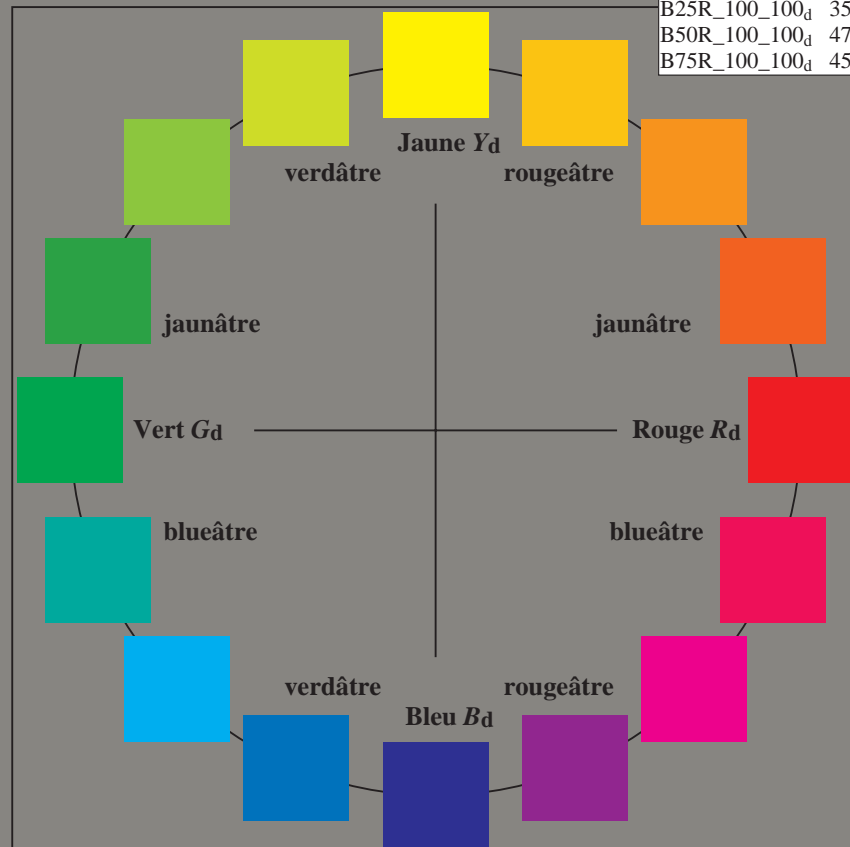 B25R_100_100d 35
B50R_100_100d 47
B75R_100_100d 45
Jaune Yd
verdâtre rougeâtre
jaunâtre jaunâtre
Vert Gd Rouge Rd
blueâtre blueâtre
verdâtre rougeâtre
Bleu Bd